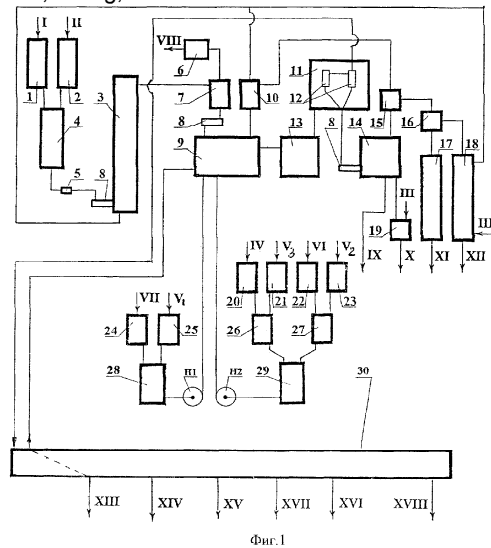 I II
VIII
1 2 3 4 5 6 7 8 8 9 10 11 12 13 8 14 15 16 17 18
III
III
19
IX X XI XII
IV V3 VI V2
20 21 22 23
VII V1
24 25 26 27
28 Н1 Н2 29
30
XIII XIV XV XVII XVI XVIII
Фиг.1